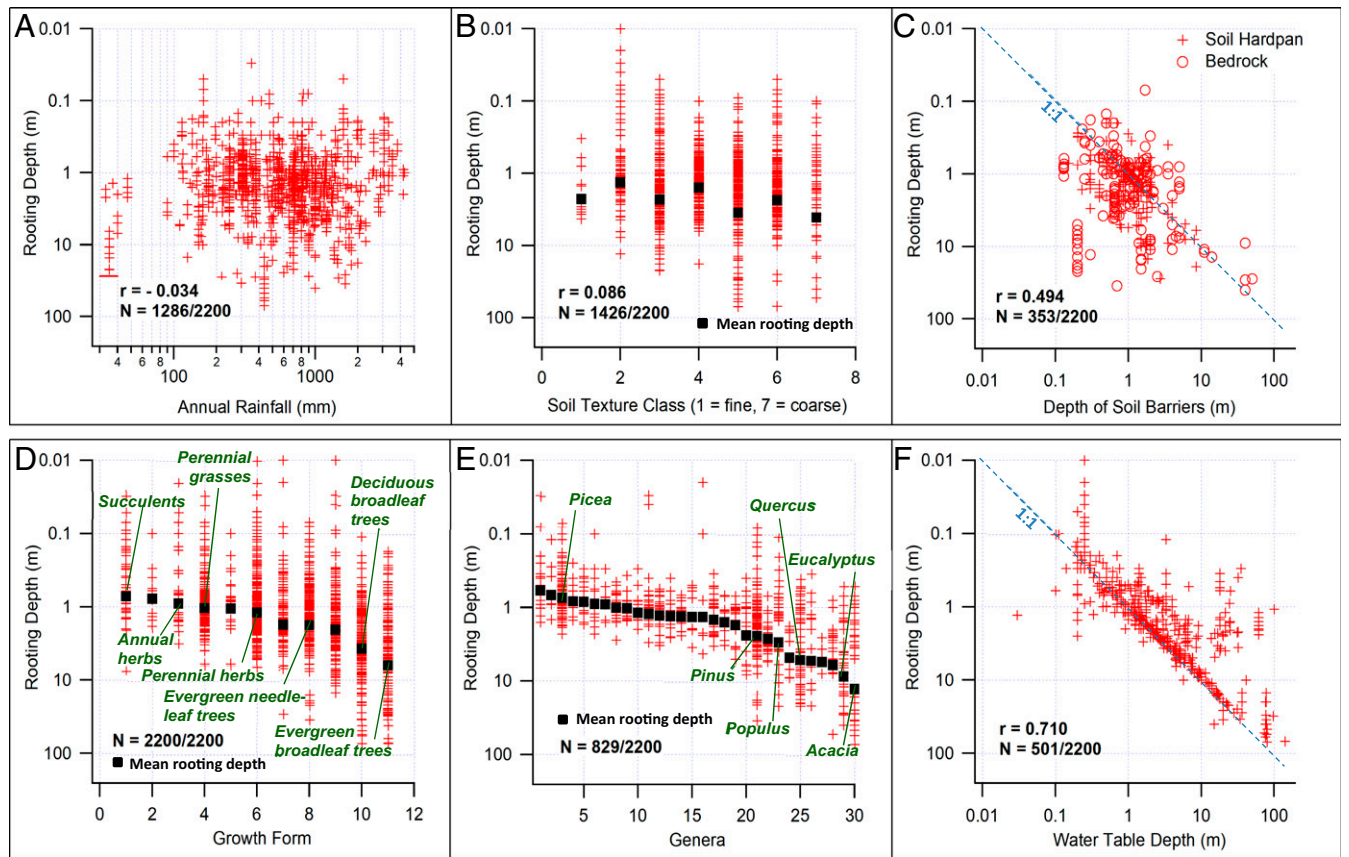 A
0.01
0.1
1
10
100
Rooting Depth (m)
r = - 0.034
N = 1286/2200
4 6 8 2 4 6 8 2 4
100 1000
Annual Rainfall (mm)
B
0.01
0.1
1
10
100
Rooting Depth (m)
r = 0.086
N = 1426/2200
Mean rooting depth
0 2 4 6 8
Soil Texture Class (1 = fine, 7 = coarse)
C
0.01
0.1
1
10
100
Rooting Depth (m)
Soil Hardpan
Bedrock
1:1
r = 0.494
N = 353/2200
0.01 0.1 1 10 100
Depth of Soil Barriers (m)
D
0.01
0.1
1
10
100
Rooting Depth (m)
Succulents
Perennial
grasses
Deciduous
broadleaf
trees
Annual
herbs
Perennial herbs
Evergreen needle-
leaf trees
Evergreen
broadleaf trees
N = 2200/2200
Mean rooting depth
0 2 4 6 8 10 12
Growth Form
E
0.01
0.1
1
10
100
Rooting Depth (m)
Picea
Quercus
Eucalyptus
Pinus
Populus
Acacia
Mean rooting depth
N = 829/2200
5 10 15 20 25 30
Genera
F
0.01
0.1
1
10
100
Rooting Depth (m)
1:1
r = 0.710
N = 501/2200
0.01 0.1 1 10 100
Water Table Depth (m)